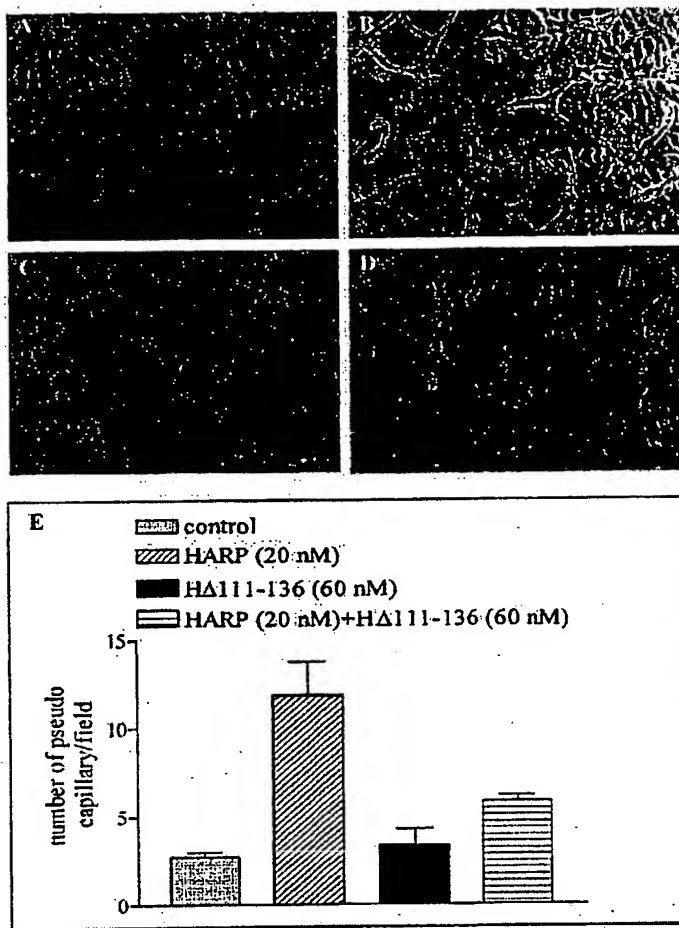 A
B
C
D
E
control
HARP (20 nM)
HΔ111-136 (60 nM)
HARP (20 nM)+HΔ111-136 (60 nM)
15
10
5
0
number of pseudo
capillary/field